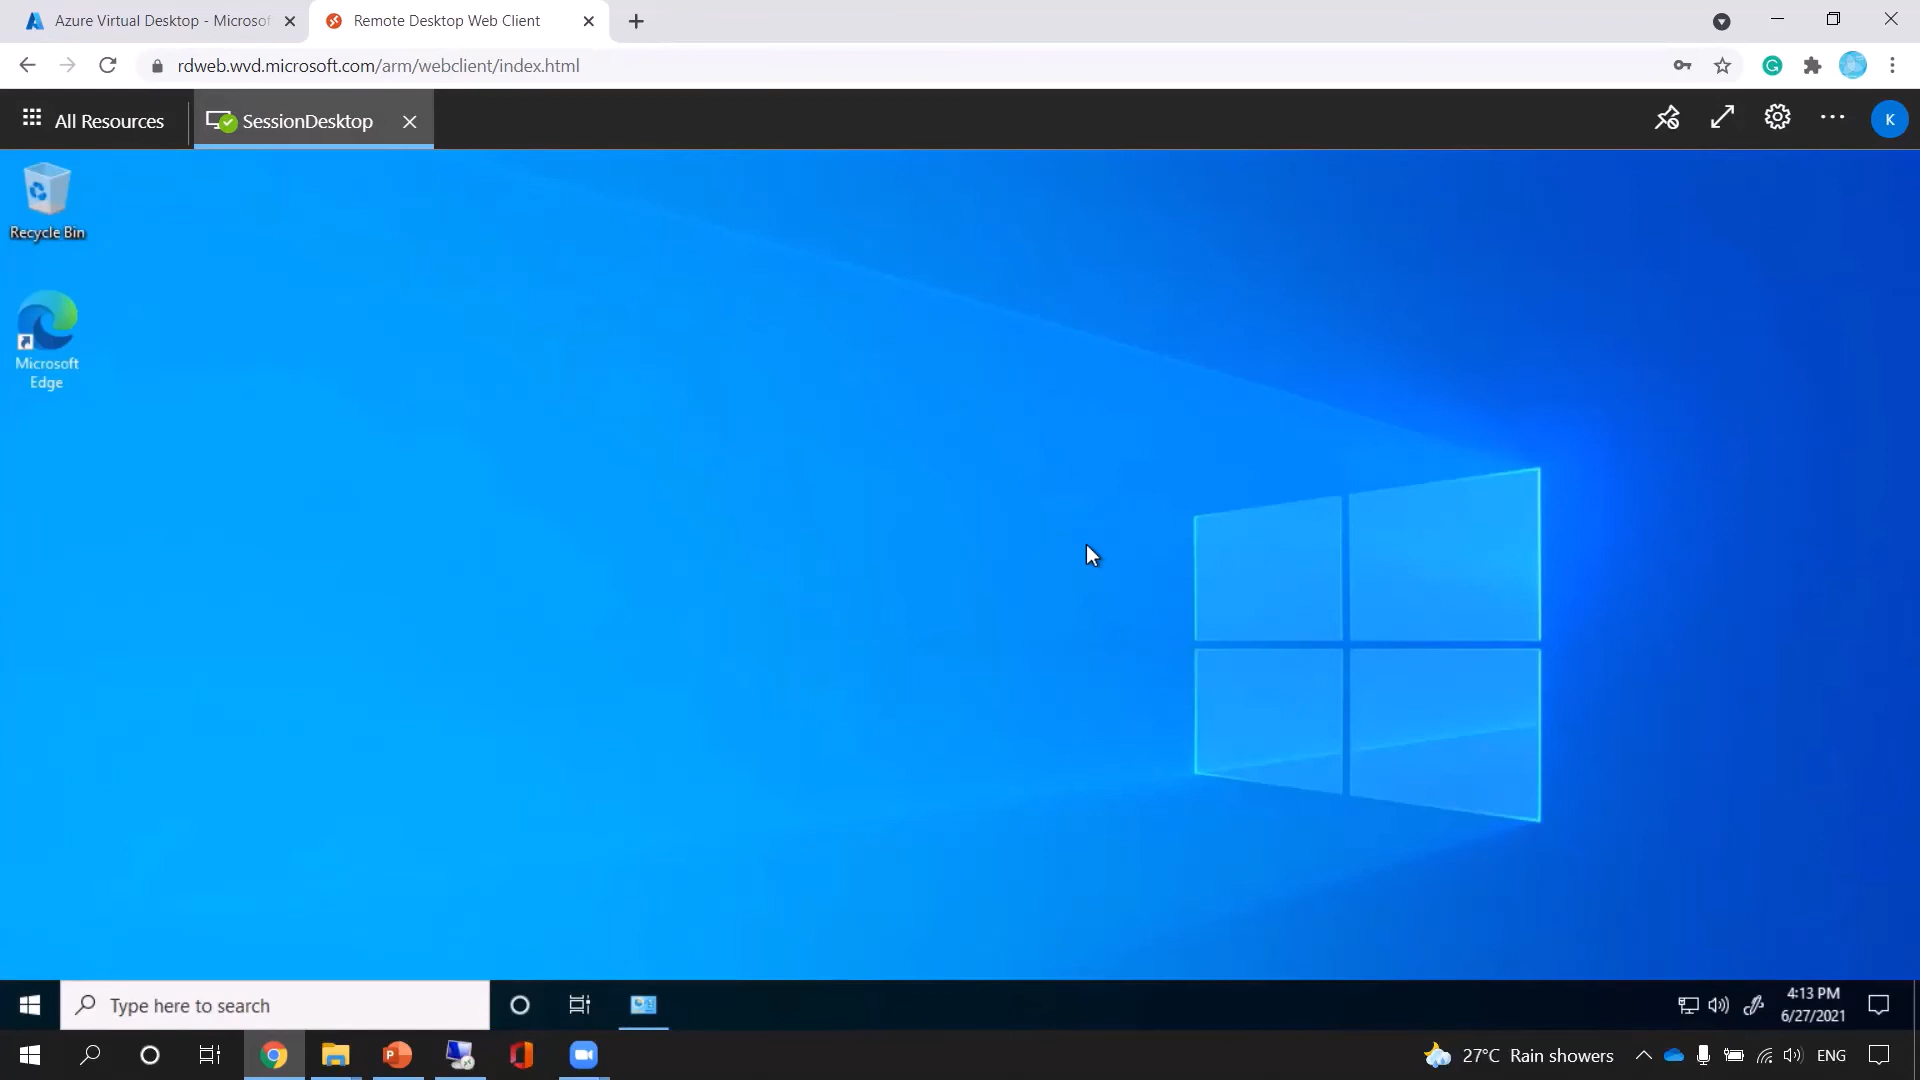 Azure Virtual Desktop - Microsof
Remote Desktop Web Client
rdweb.wvd.microsoft.com/arm/webclient/index.html
All Resources
SessionDesktop
K
Recycle Bin
Microsoft
Edge
Type here to search
4:13 PM
6/27/2021
27°C Rain showers
ENG